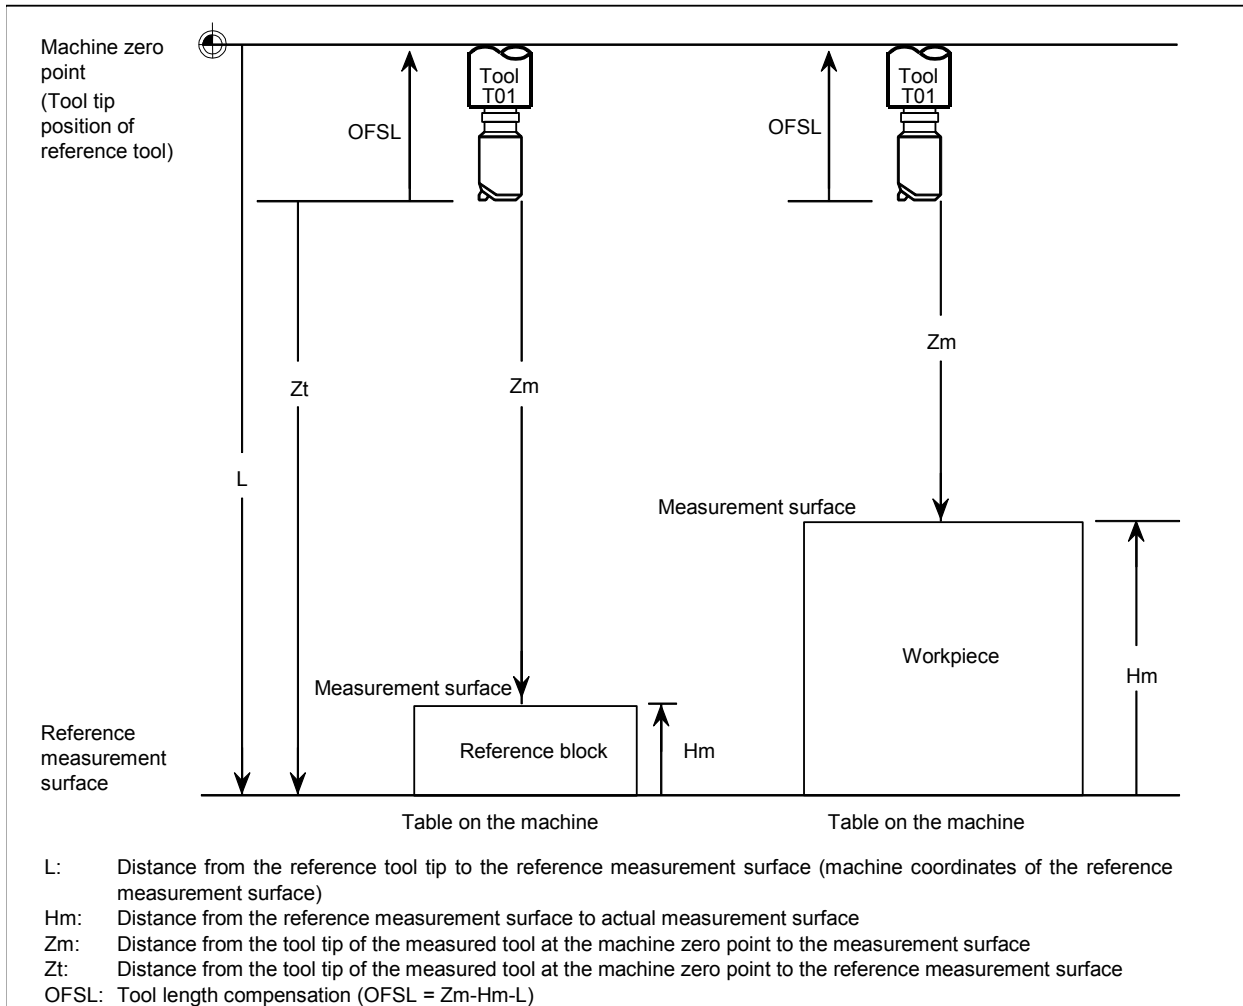 Machine zero
point
(Tool tip
position of
reference tool)
OFSL
Tool
T01
OFSL
Tool
T01
Zm
Zt
Zm
L
Measurement surface
Workpiece
Hm
Measurement surface
Reference
measurement
surface
Reference block
Hm
Table on the machine
Table on the machine
L: Distance from the reference tool tip to the reference measurement surface (machine coordinates of the reference
measurement surface)
Hm: Distance from the reference measurement surface to actual measurement surface
Zm: Distance from the tool tip of the measured tool at the machine zero point to the measurement surface
Zt: Distance from the tool tip of the measured tool at the machine zero point to the reference measurement surface
OFSL: Tool length compensation (OFSL = Zm-Hm-L)